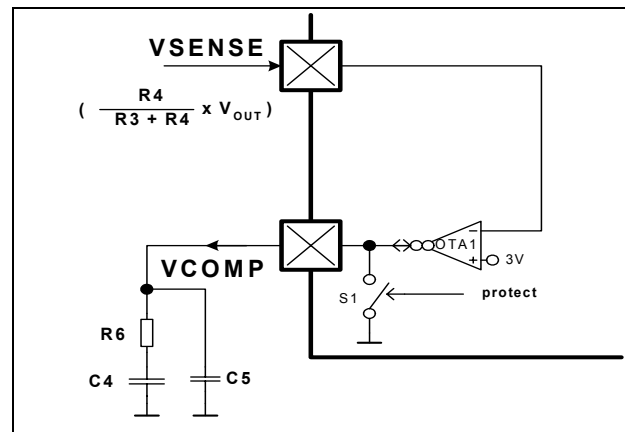 VSENSE
( R4
R3 + R4 x VOUT )
OTA1
−
+ 3V
VCOMP
S1
protect
R6
C4
C5